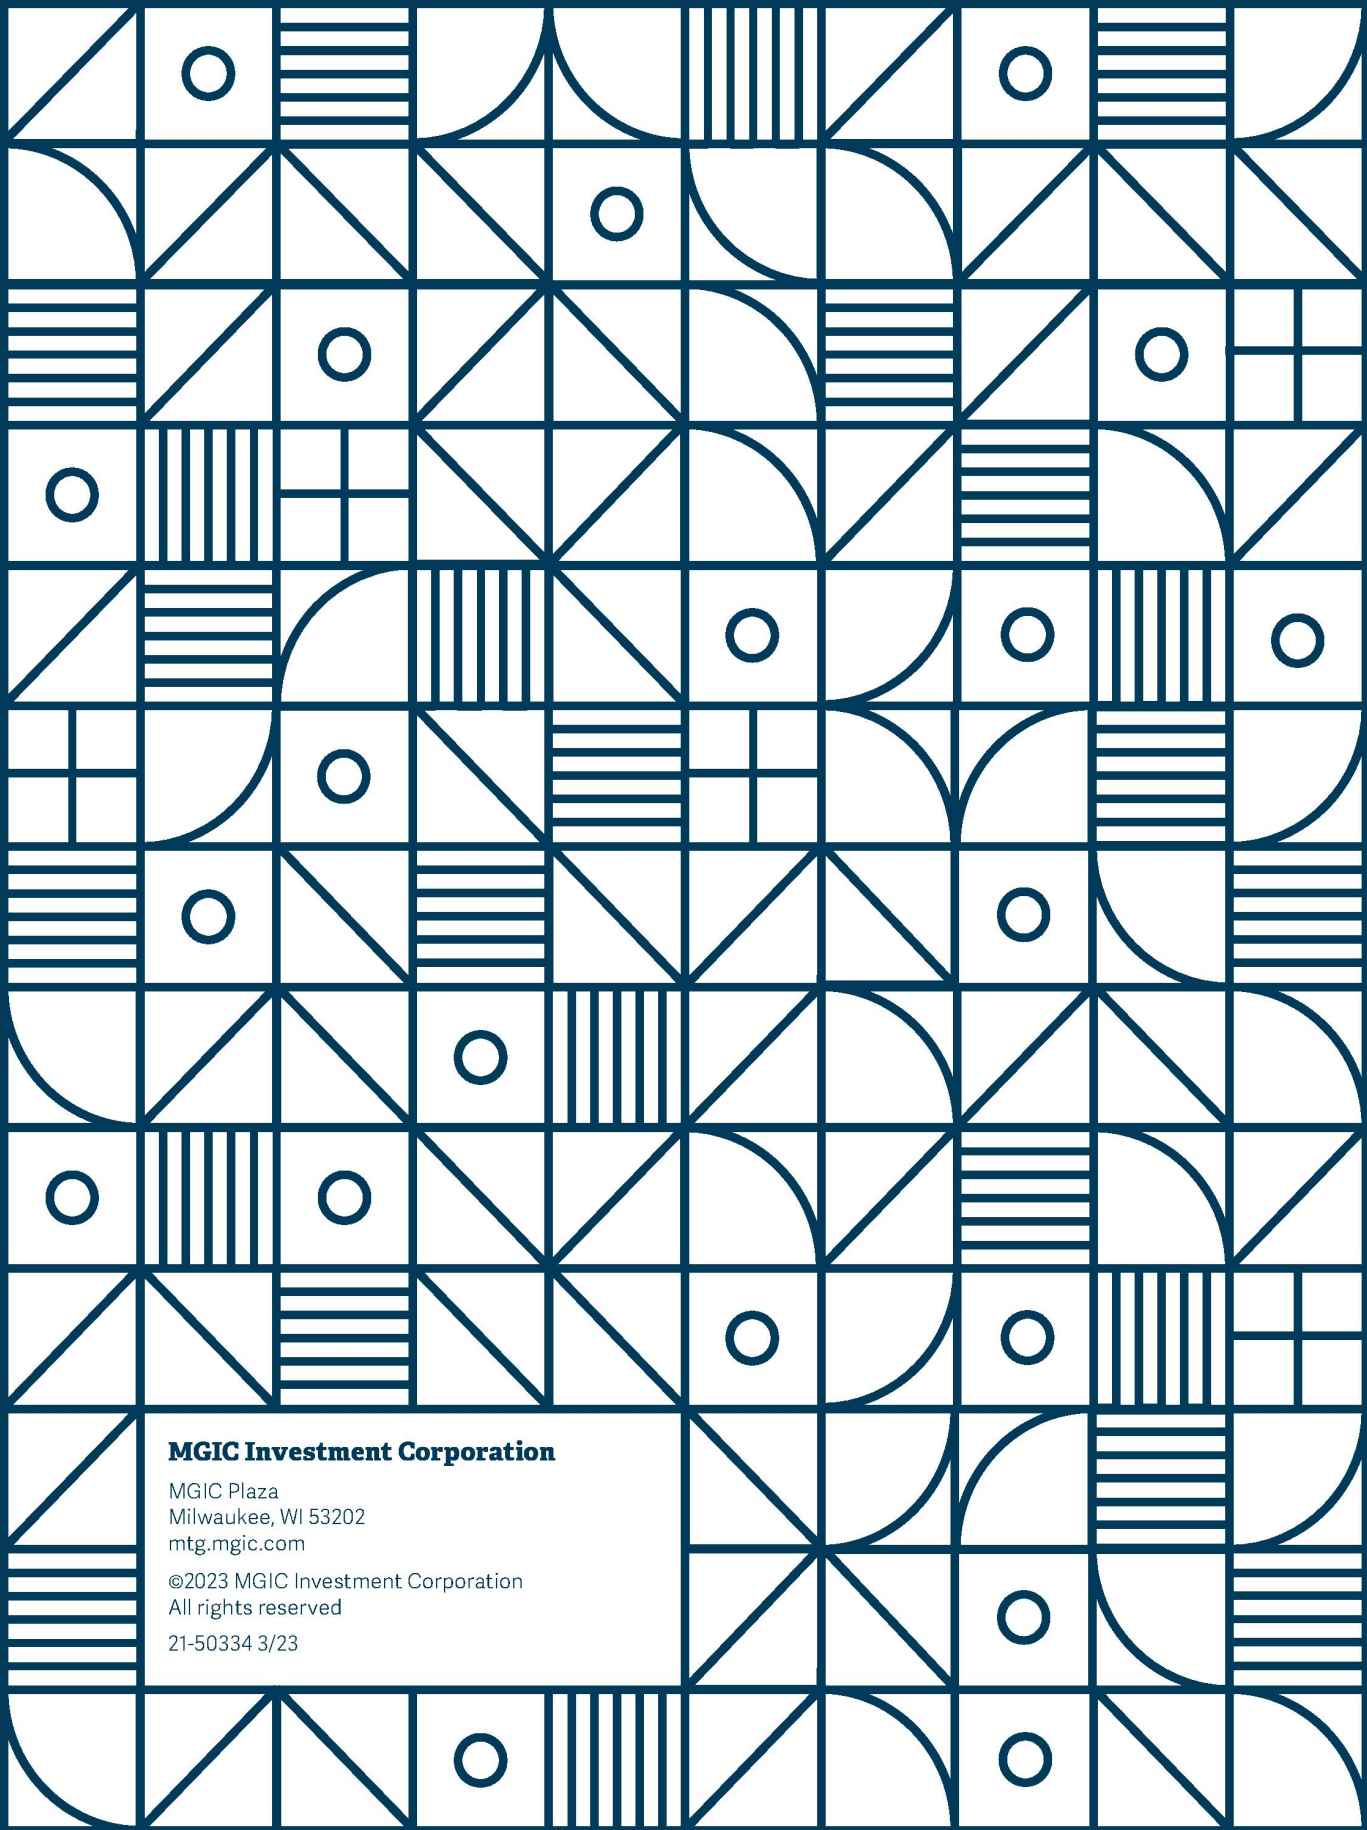 MGIC Investment Corporation
MGIC Plaza
Milwaukee, WI 53202
mtg.mgic.com
©2023 MGIC Investment Corporation
All rights reserved
21-50334 3/23